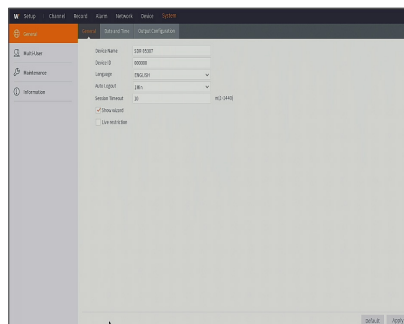 W Setup Channel Record Alarm Network Device System
General
Multi-User
Maintenance
Information
General Date and Time Output Configuration
Device Name
Device ID 000000
Language ENGLISH
Auto Logout
Session Timeout
Show wizard
Live restriction
Default Apply